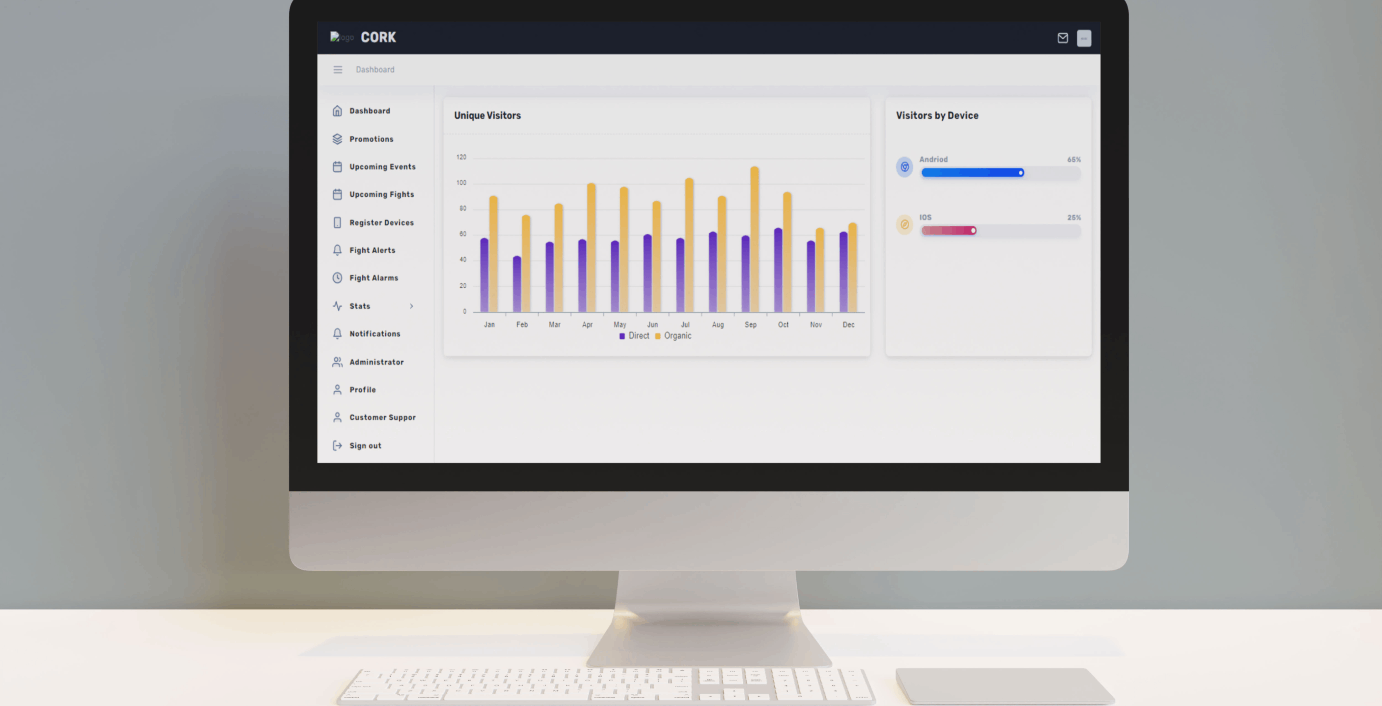 logo CORK
Dashboard
Dashboard
Promotions
Upcoming Events
Upcoming Fights
Register Devices
Fight Alerts
Fight Alarms
Stats
Notifications
Administrator
Profile
Customer Suppor
Sign out
Unique Visitors
120
100
80
60
40
20
0
Jan Feb Mar Apr May Jun Jul Aug Sep Oct Nov Dec
Direct Organic
Visitors by Device
Andriod 65%
IOS 25%